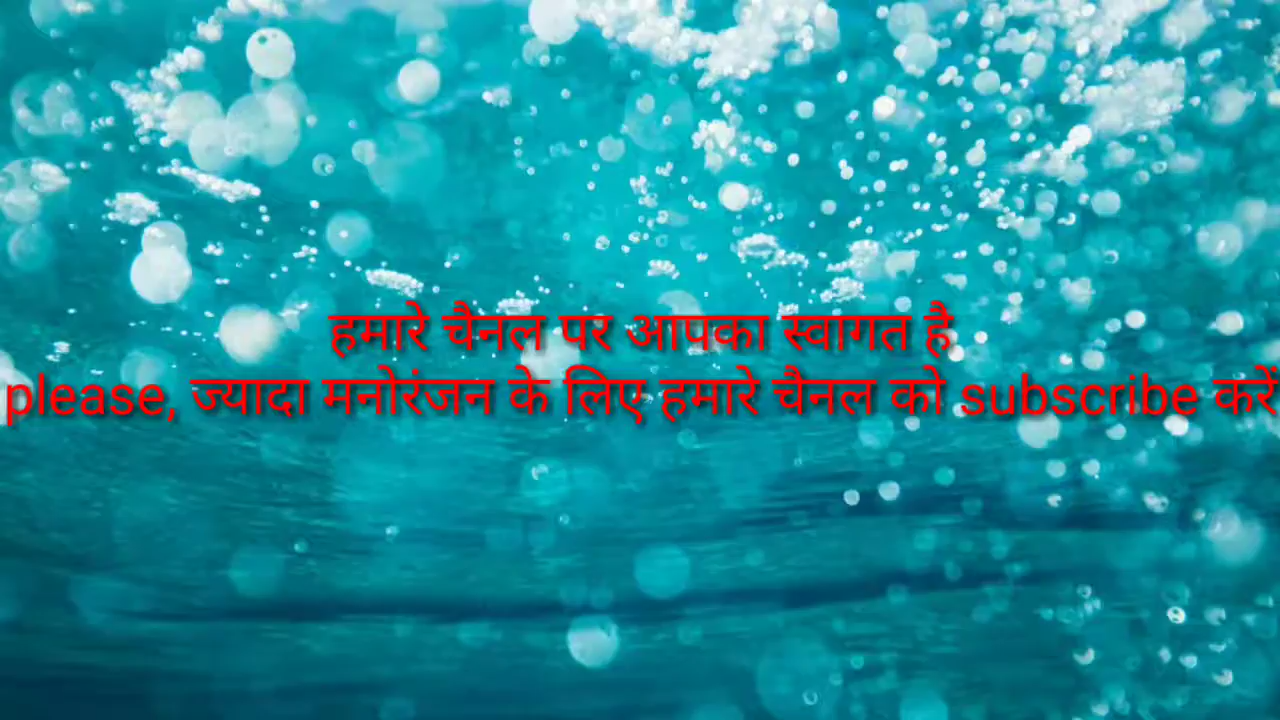 हमारे चैनल पर आपका स्वागत है
please, ज्यादा मनोरंजन के लिए हमारे चैनल को subscribe करें